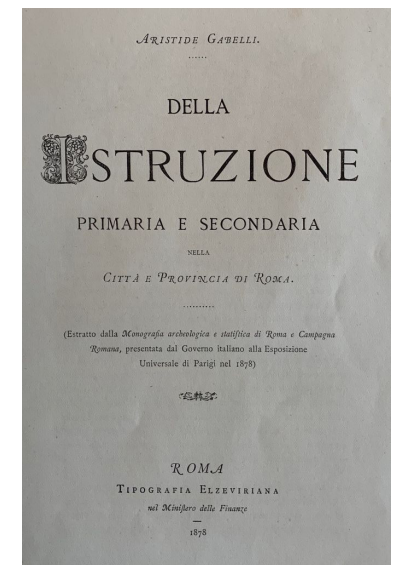 ARISTIDE GABELLI.
DELLA
ISTRUZIONE
PRIMARIA E SECONDARIA
NELLA
CITTÀ E PROVINCIA DI ROMA.
(Estratto dalla Monografia archeologica e statistica di Roma e Campagna
Romana, presentata dal Governo italiano alla Esposizione
Universale di Parigi nel 1878)
ROMA
TIPOGRAFIA ELZEVIRIANA
nel Ministero delle Finanze
—
1878